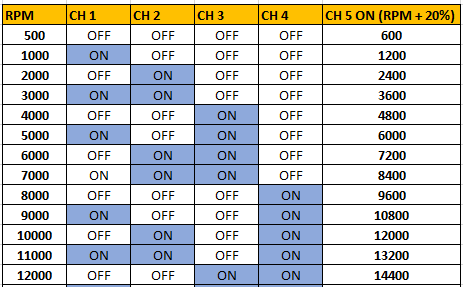 RPM CH 1 CH 2 CH 3 CH 4 CH 5 ON (RPM + 20%)
500 OFF OFF OFF OFF 600
1000 ON OFF OFF OFF 1200
2000 OFF ON OFF OFF 2400
3000 ON ON OFF OFF 3600
4000 OFF OFF ON OFF 4800
5000 ON OFF ON OFF 6000
6000 OFF ON ON OFF 7200
7000 ON ON ON OFF 8400
8000 OFF OFF OFF ON 9600
9000 ON OFF OFF ON 10800
10000 OFF ON OFF ON 12000
11000 ON ON OFF ON 13200
12000 OFF OFF ON ON 14400